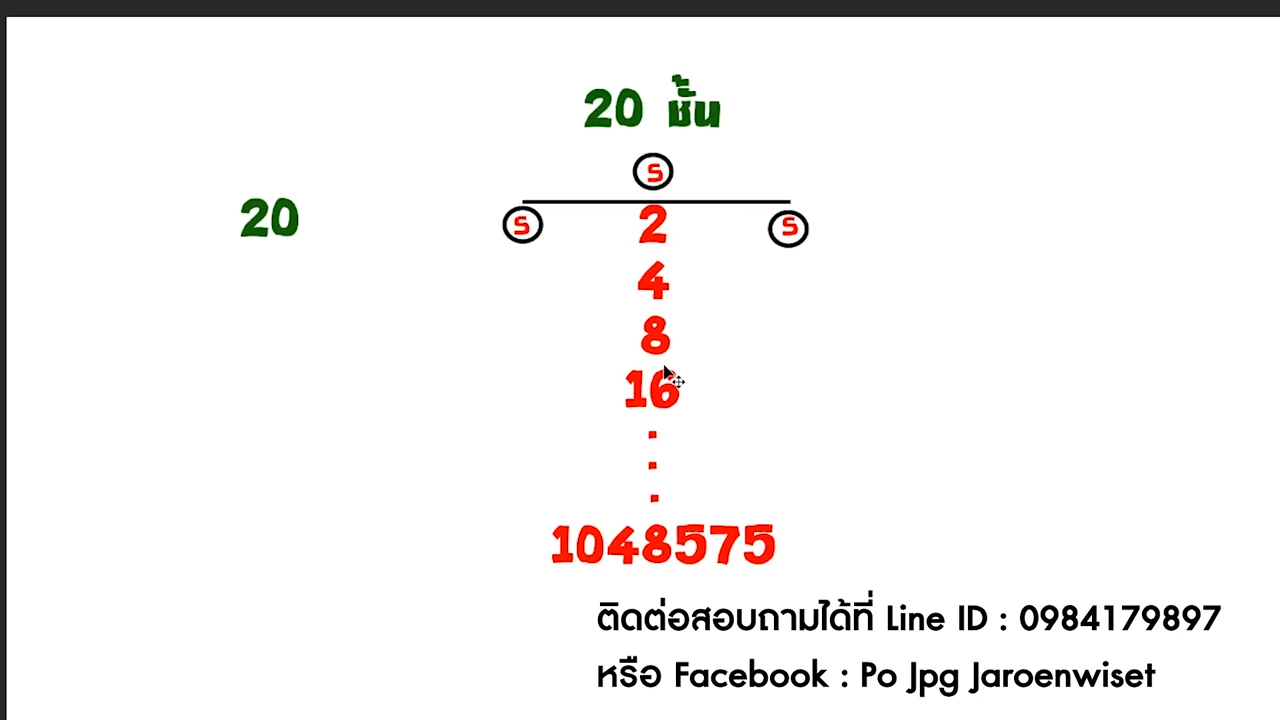 20 ชั้น
S
20
S 2 S
4
8
16
.
.
.
1048575
ติดต่อสอบถามได้ที่ Line ID : 0984179897
หรือ Facebook : Po Jpg Jaroenwiset